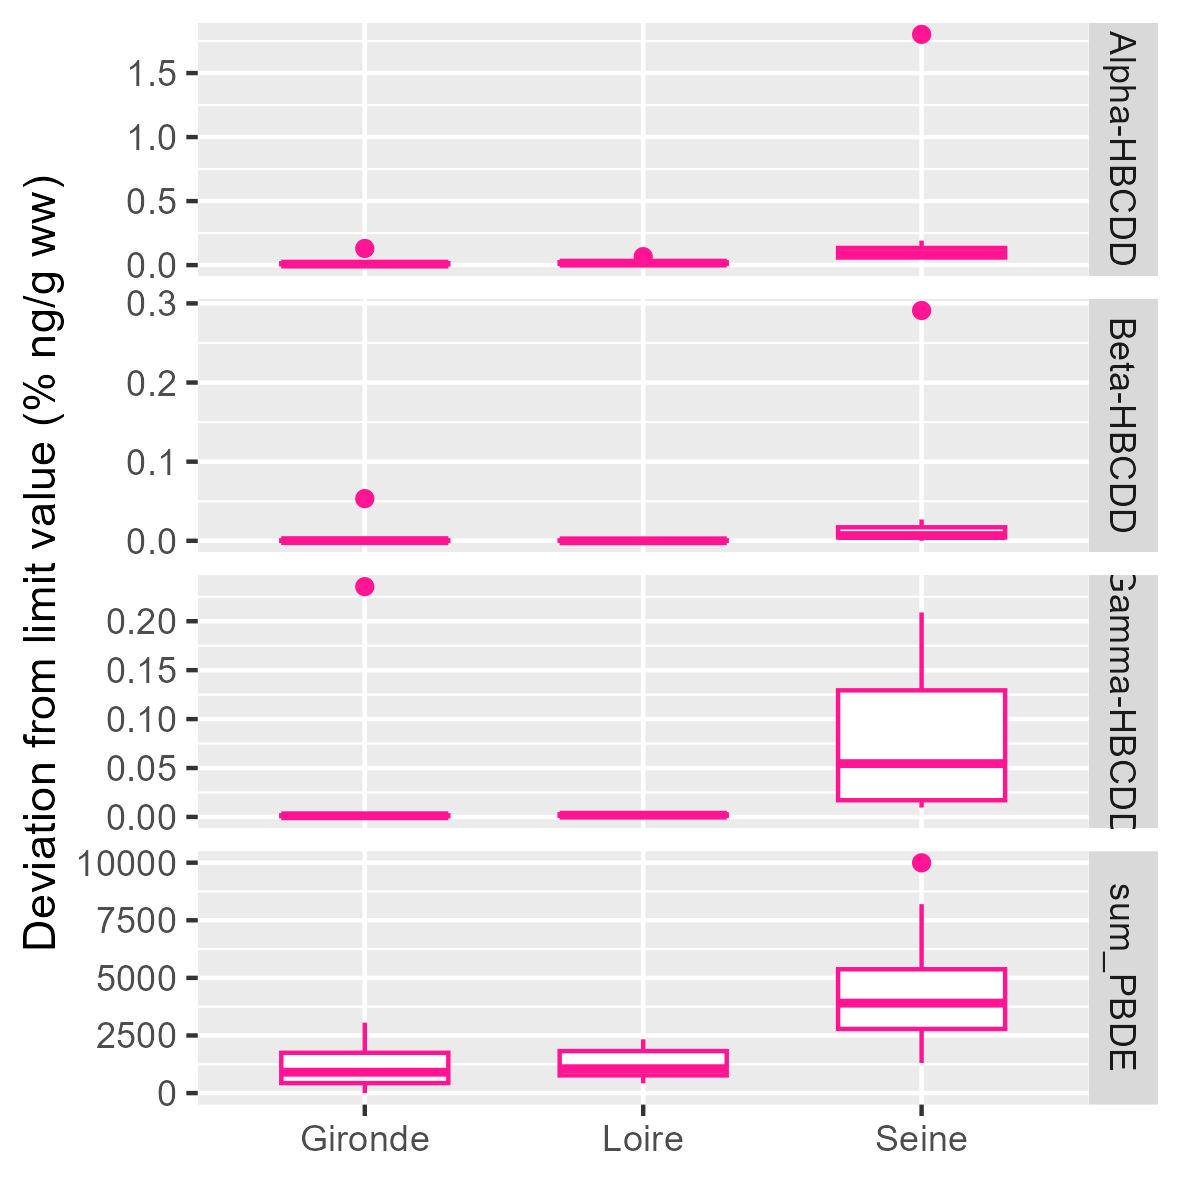 Deviation from limit value (% ng/g ww)
1.5
1.0
0.5
0.0
Alpha-HBCDD
0.3
0.2
0.1
0.0
Beta-HBCDD
0.20
0.15
0.10
0.05
0.00
Gamma-HBCDD
10000
7500
5000
2500
0
sum_PBDE
Gironde
Loire
Seine